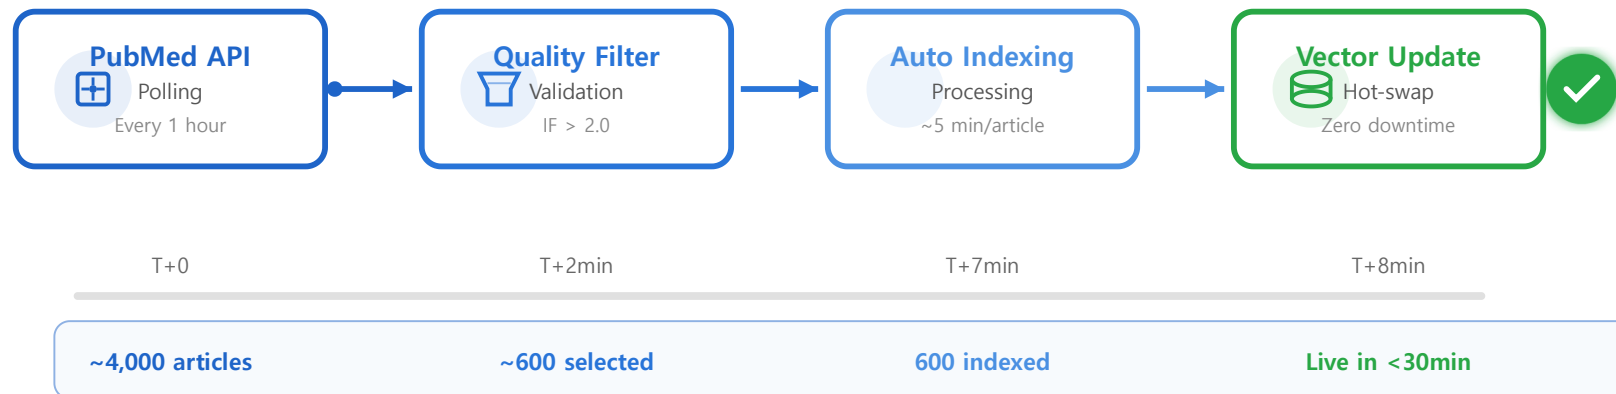 PubMed API
Polling
Every 1 hour
Quality Filter
Validation
IF > 2.0
Auto Indexing
Processing
~5 min/article
Vector Update
Hot-swap
Zero downtime
T+0
T+2min
T+7min
T+8min
~4,000 articles
~600 selected
600 indexed
Live in <30min